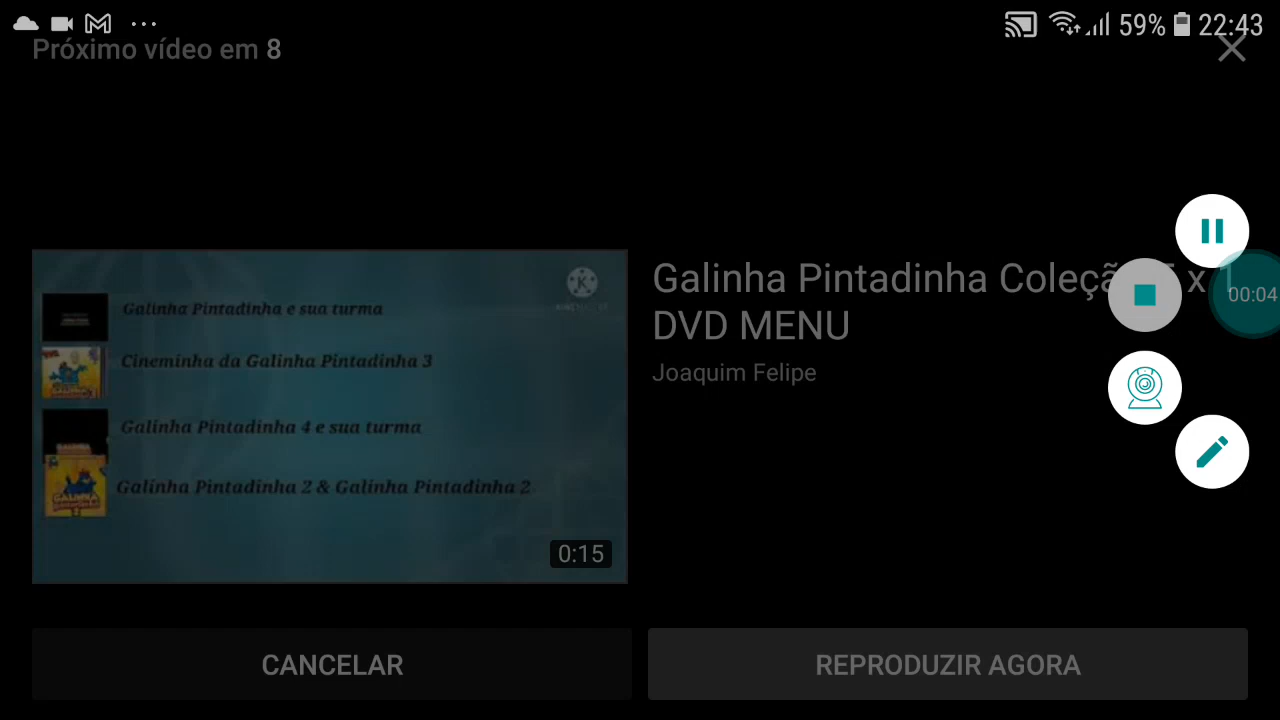 59% 22:43
Próximo vídeo em 8
Galinha Pintadinha e sua turma
Cineminha da Galinha Pintadinha 3
Galinha Pintadinha 4 e sua turma
Galinha Pintadinha 2 & Galinha Pintadinha 2
0:15
Galinha Pintadinha x 1
DVD MENU
Joaquim Felipe
00:04
CANCELAR
REPRODUZIR AGORA